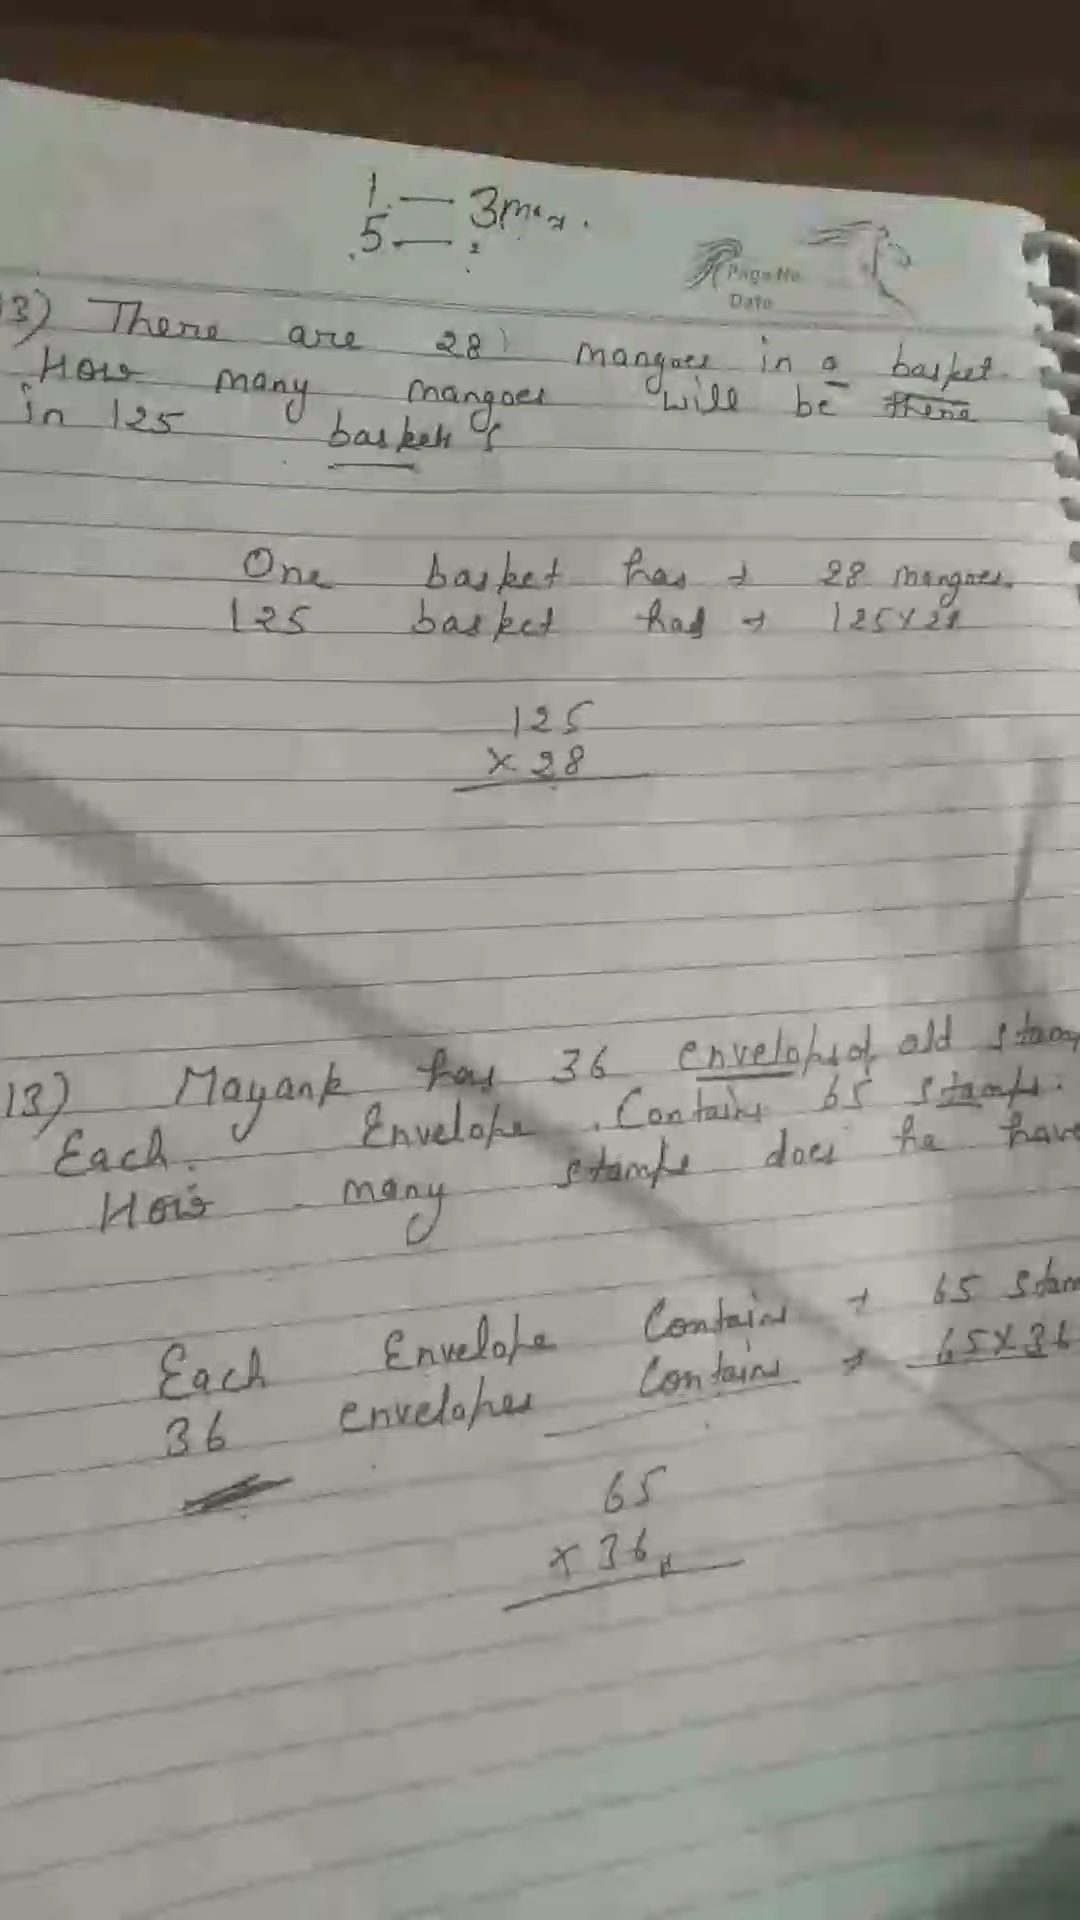 1. — 3
5 —
Page No.
Date
13) There are 28 mangoes in a basket.
How many mangoes will be there
in 125 baskets
One basket has → 28 mangoes.
125 basket has → 125 x 28
125
x 28
13) Mayank has 36 envelopes of old stamp
Each Envelope Contains 65 stamps.
How many stamps does he have
Each Envelope Contains → 65 Stam
36 envelopes Contains → 65 x 36
65
x 36